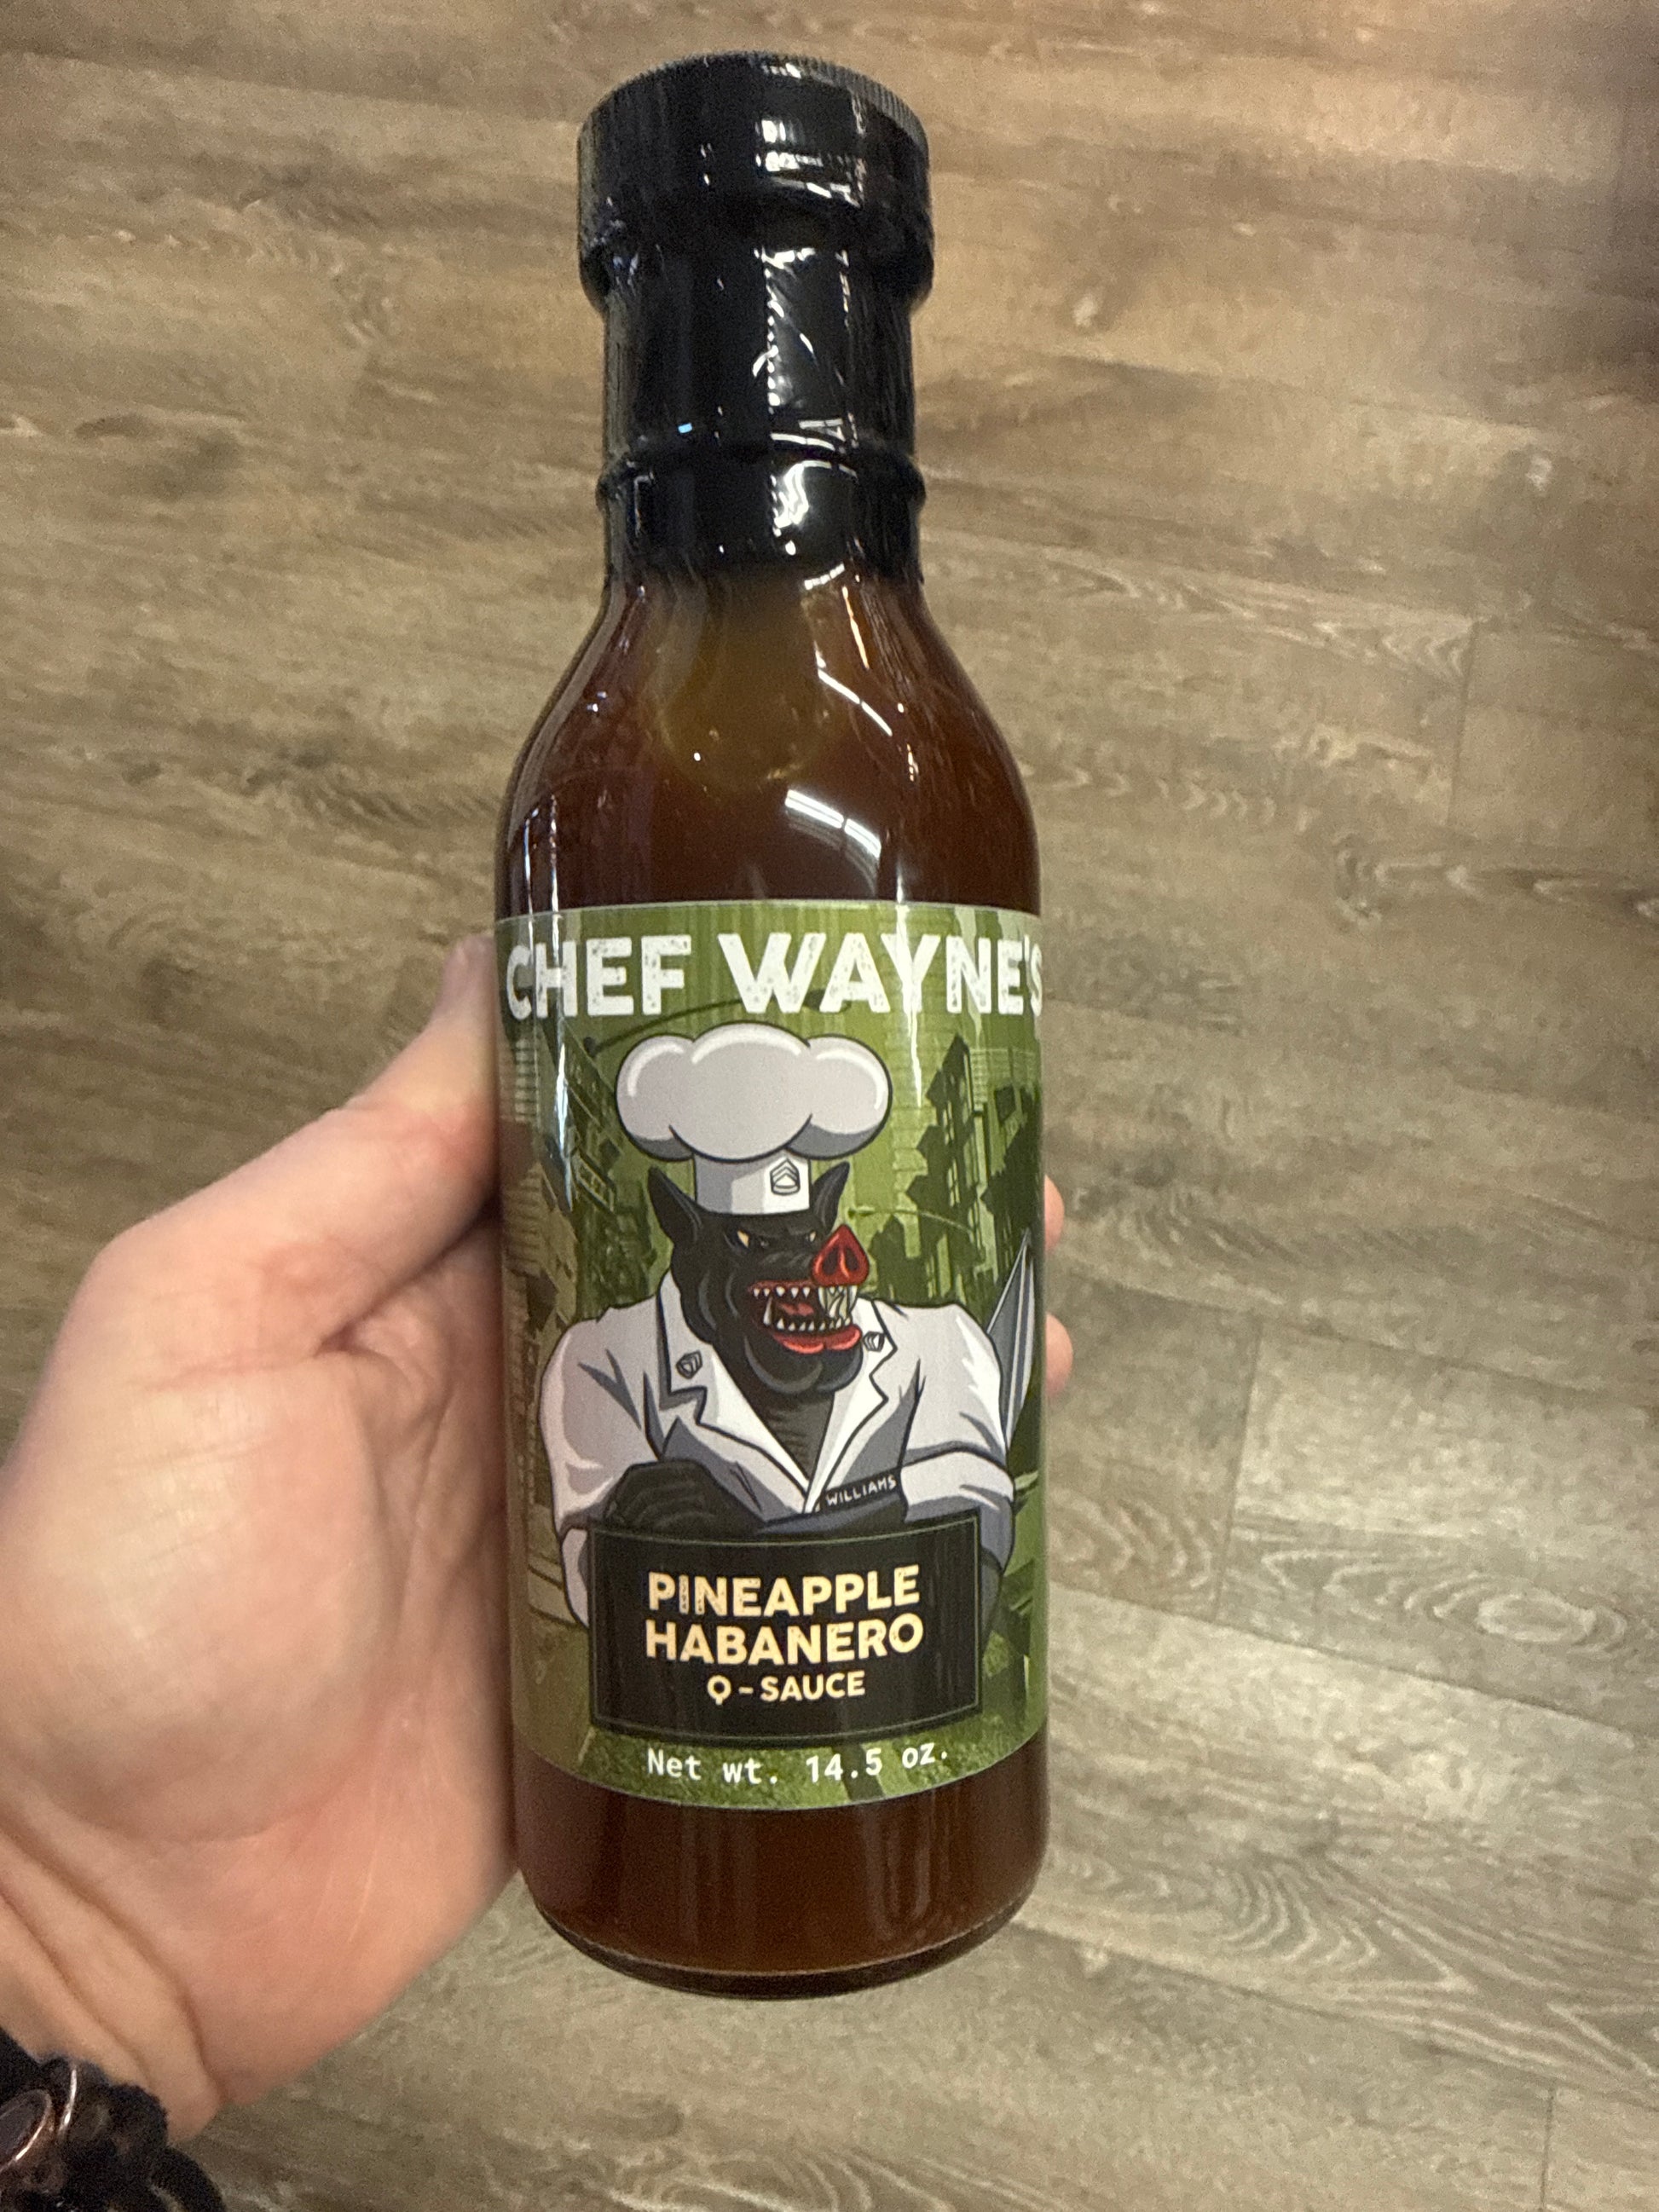 CHEF WAYNE'S
WILLIAMS
PINEAPPLE
HABANERO
Q-SAUCE
Net wt. 14.5 oz.